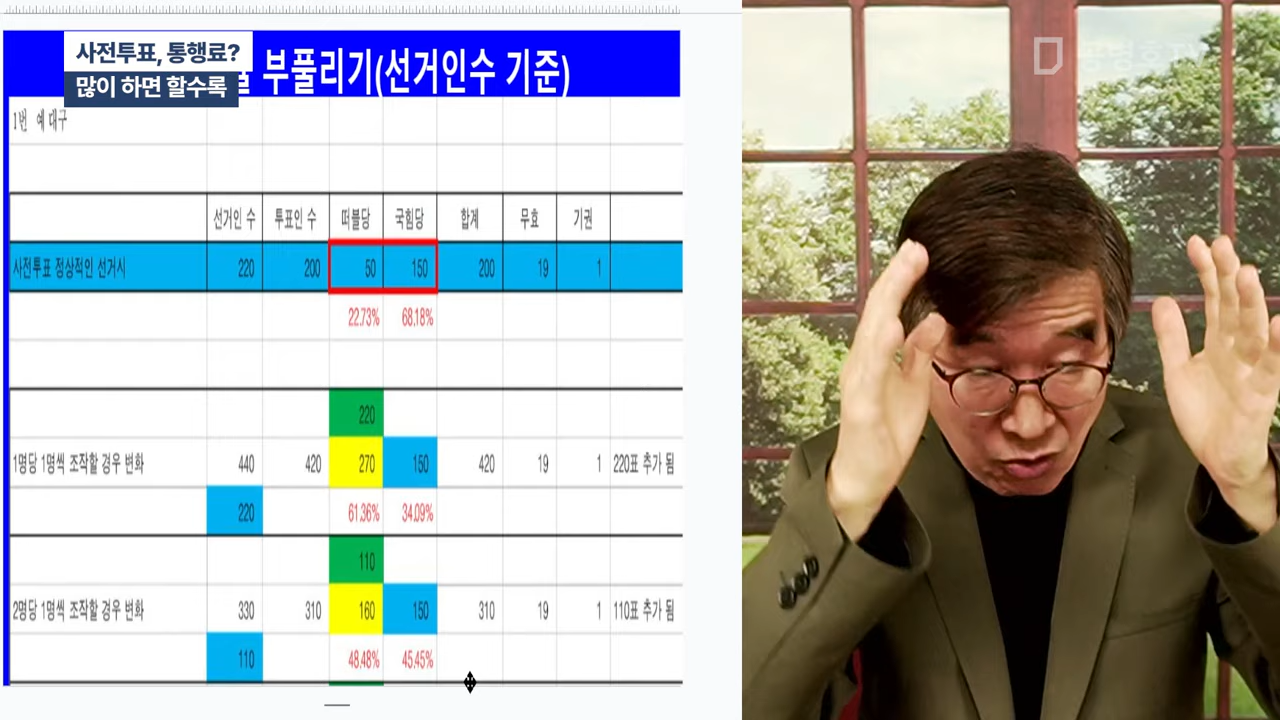 사전투표, 통행료?
많이 하면 할수록
부풀리기(선거인수 기준)
1번 예 대구
선거인 수 투표인 수 떠블당 국힘당 합계 무효 기권
사전투표 정상적인 선거시 220 200 50 150 200 19 1
22.73% 68.18%
220
1명당 1명씩 조작할 경우 변화 440 420 270 150 420 19 1 220표 추가 됨
220 61.36% 34.09%
110
2명당 1명씩 조작할 경우 변화 330 310 160 150 310 19 1 110표 추가 됨
110 48.48% 45.45%